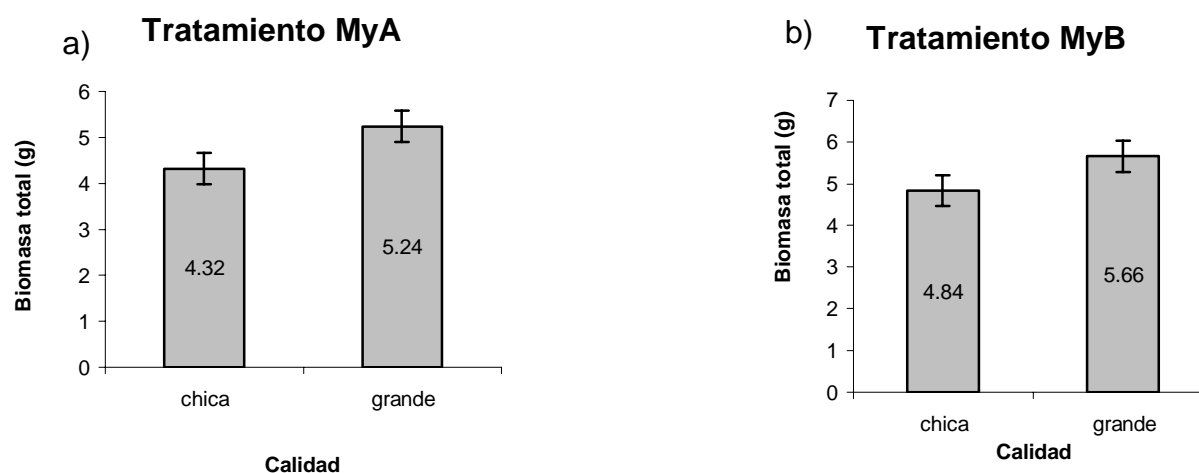 a) Tratamiento MyA
Biomasa total (g)
6
5
4
3
2
1
0
4.32
5.24
chica grande
Calidad
b) Tratamiento MyB
Biomasa total (g)
7
6
5
4
3
2
1
0
4.84
5.66
chica grande
Calidad